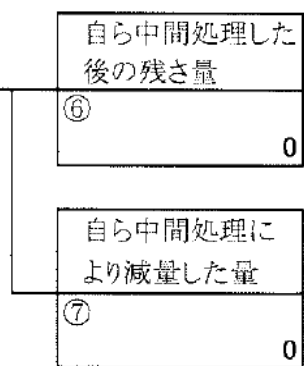 自ら中間処理した
後の残さ量
⑥
0
自ら中間処理に
より減量した量
⑦
0